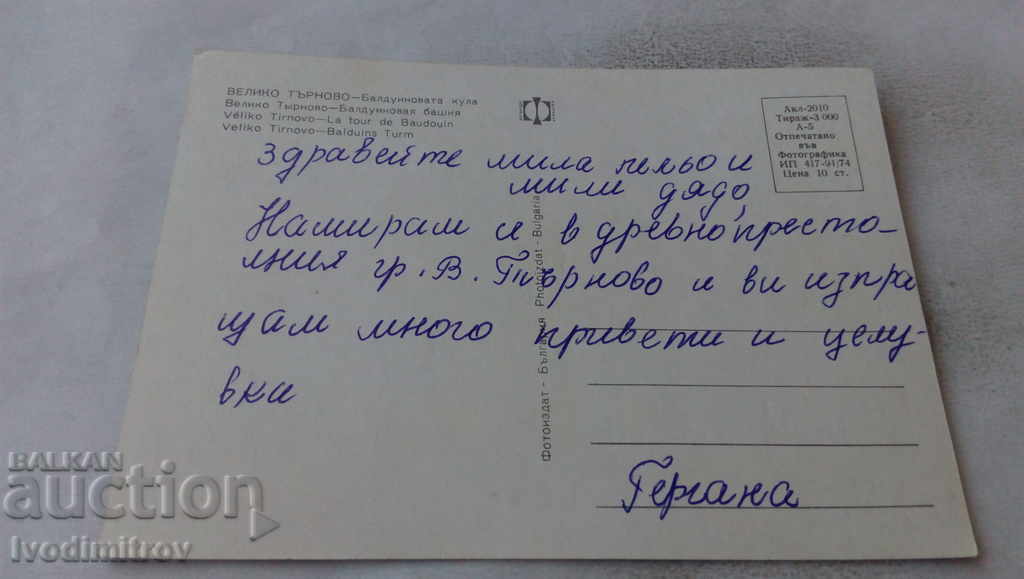 ВЕЛИКО ТЪРНОВО—Балдуиновата кула
Велико Тырново—Балдуиновая башня
Véliko Tirnovo—La tour de Baudouin
Veliko Tirnovo—Balduins Turm
Акл-2010
Тираж-3 000
А-5
Отпечатано
във
Фотографика
ИП 417-91/74
Цена 10 ст.
Здравейте мила лельо и
мили дядо,
Намирам се в древнопресто-
лния гр. В. Търново и ви изпра
щам много привети и целу-
вки
Гергана
Фотоиздат - България Photoizdat - Bulgaria
BALKAN
auction
Ivodimitrov